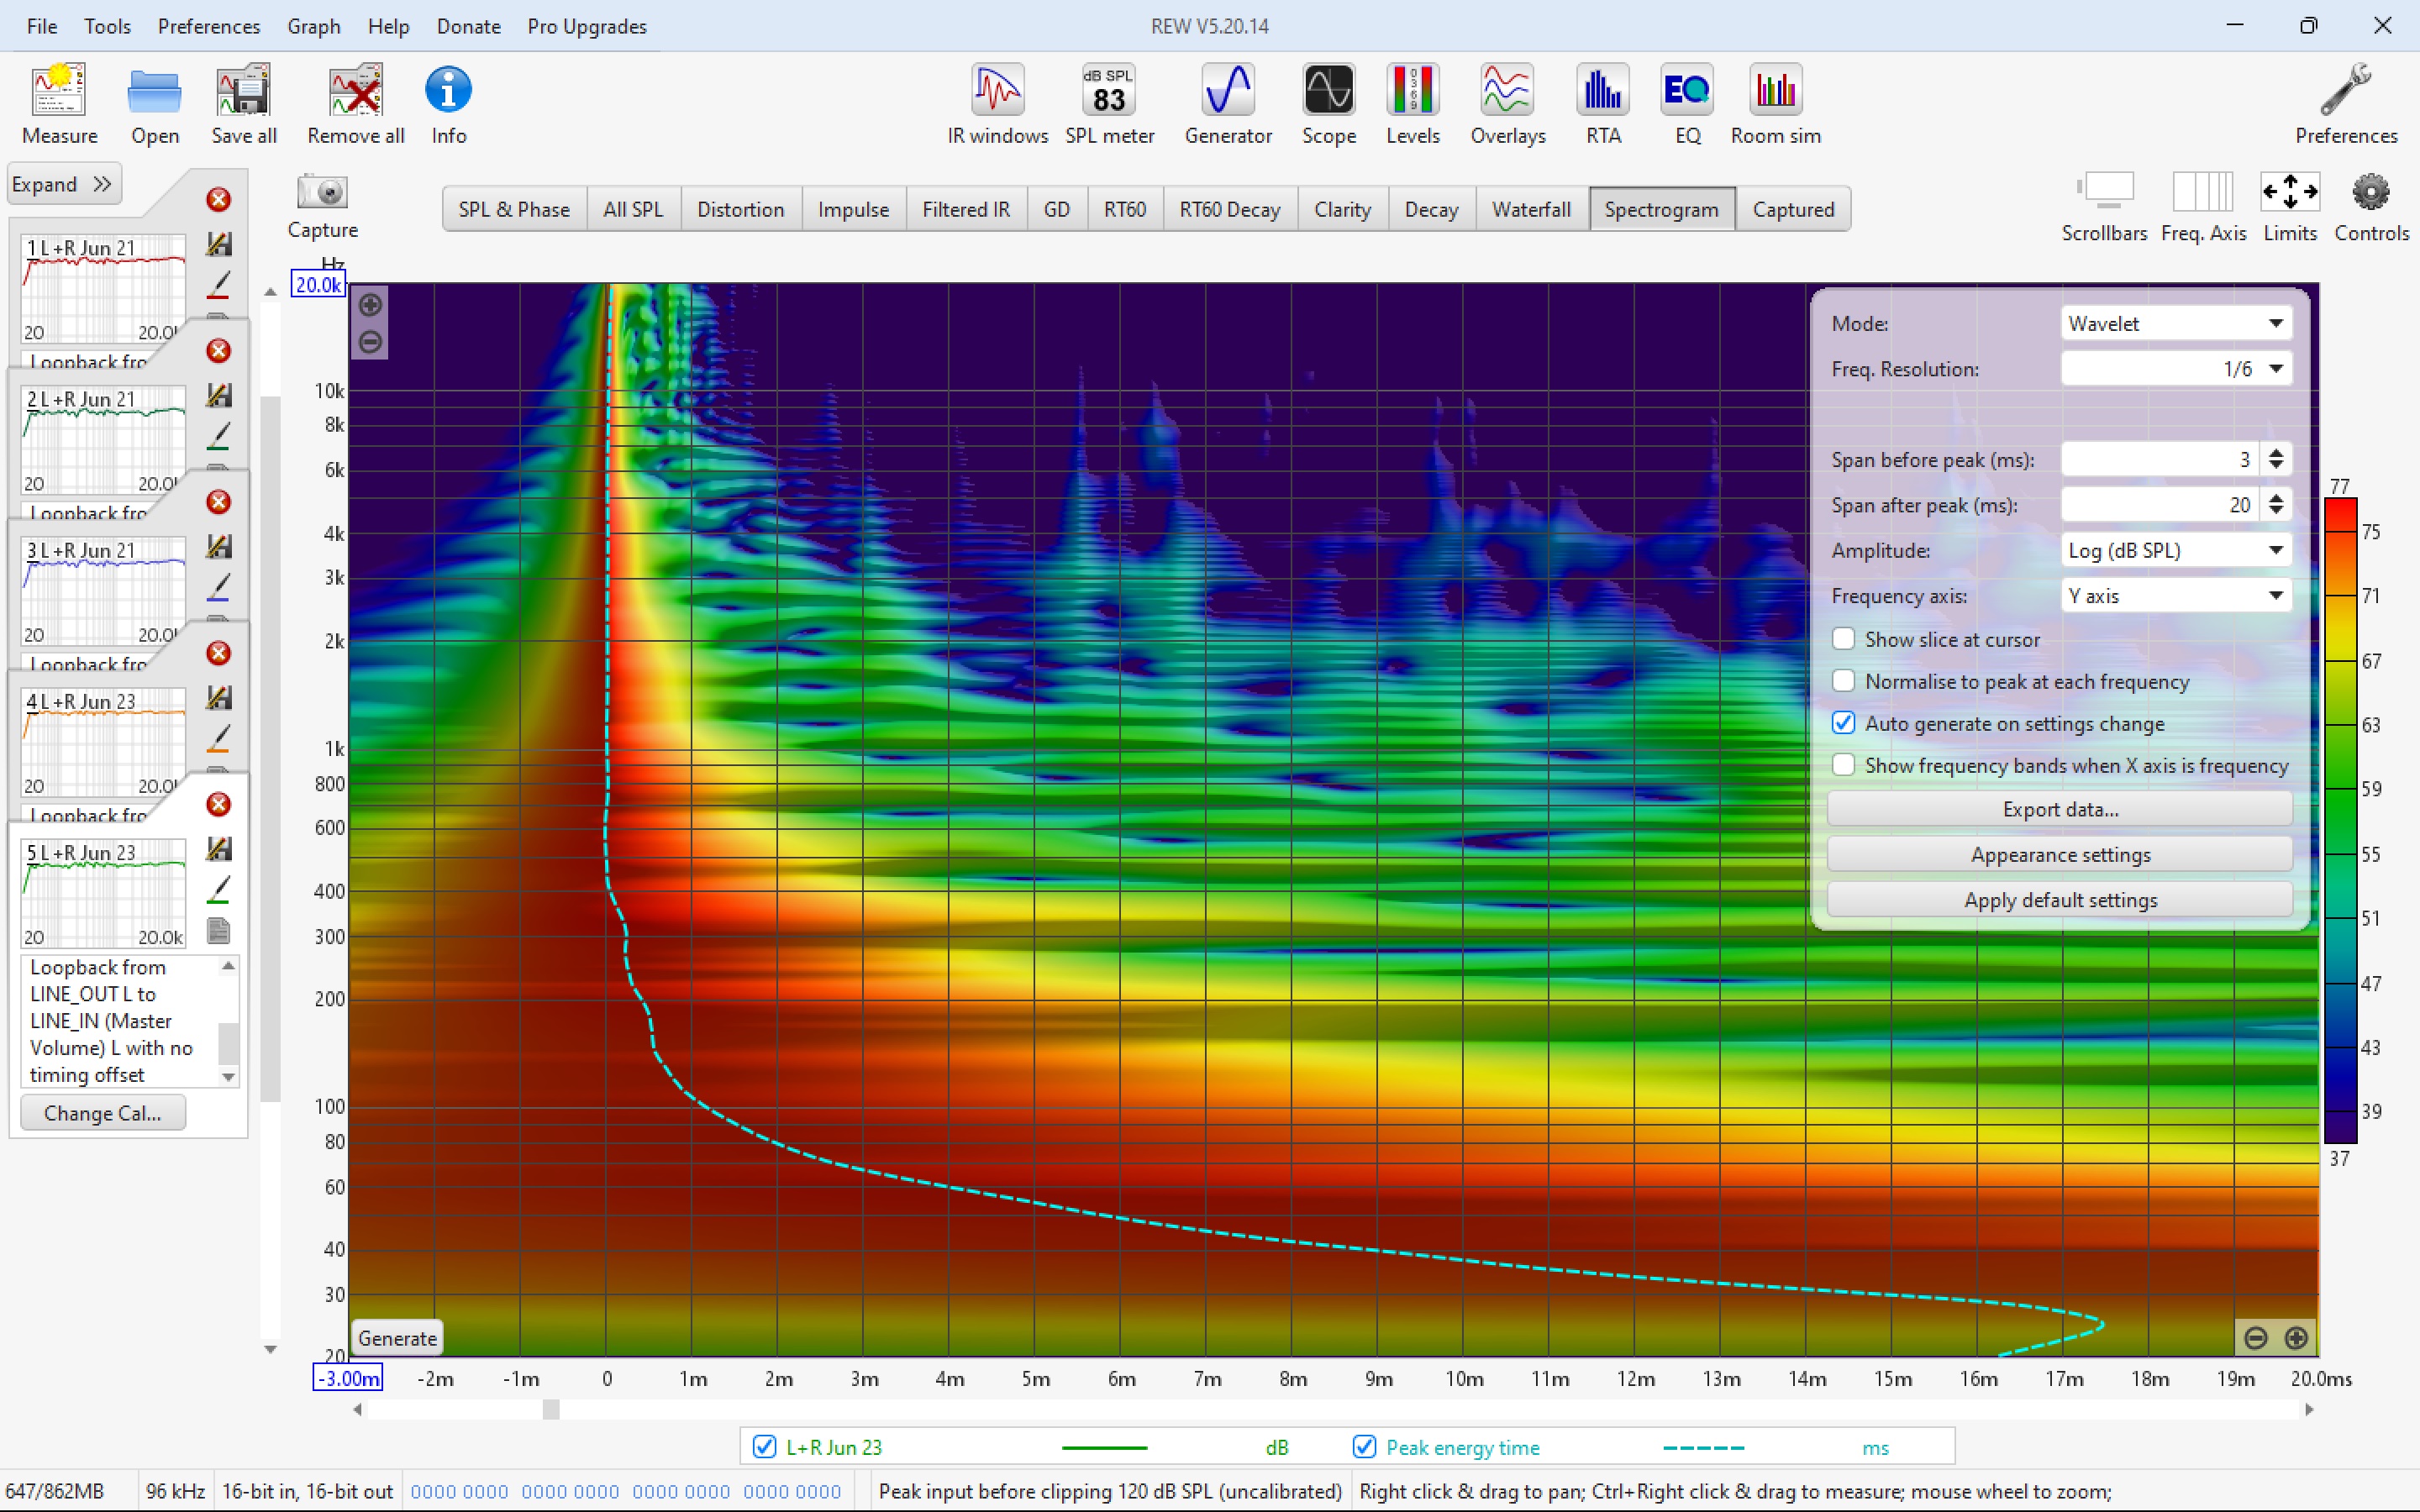 File Tools Preferences Graph Help Donate Pro Upgrades REW V5.20.14
Measure Open Save all Remove all Info
dB SPL
83
0 3 6 9
EQ
IR windows SPL meter Generator Scope Levels Overlays RTA EQ Room sim Preferences
Expand
Capture
SPL & Phase All SPL Distortion Impulse Filtered IR GD RT60 RT60 Decay Clarity Decay Waterfall Spectrogram Captured
Scrollbars Freq. Axis Limits Controls
1 L+R Jun 21
20 20.0
Loopback fro
2 L+R Jun 21
20 20.0
Loopback fro
3 L+R Jun 21
20 20.0
Loopback fro
4 L+R Jun 23
20 20.0
Loopback fro
5 L+R Jun 23
20 20.0k
Loopback from
LINE_OUT L to
LINE_IN (Master
Volume) L with no
timing offset
Change Cal...
Hz
20.0k
10k
8k
6k
4k
3k
2k
1k
800
600
400
300
200
100
80
60
40
30
20
Generate
Mode: Wavelet
Freq. Resolution: 1/6
Span before peak (ms): 3
Span after peak (ms): 20
Amplitude: Log (dB SPL)
Frequency axis: Y axis
Show slice at cursor
Normalise to peak at each frequency
Auto generate on settings change
Show frequency bands when X axis is frequency
Export data...
Appearance settings
Apply default settings
77
75
71
67
63
59
55
51
47
43
39
37
-3.00m -2m -1m 0 1m 2m 3m 4m 5m 6m 7m 8m 9m 10m 11m 12m 13m 14m 15m 16m 17m 18m 19m 20.0ms
L+R Jun 23 dB Peak energy time ms
647/862MB 96 kHz 16-bit in, 16-bit out 0000 0000 0000 0000 0000 0000 0000 0000 Peak input before clipping 120 dB SPL (uncalibrated) Right click & drag to pan; Ctrl+Right click & drag to measure; mouse wheel to zoom;